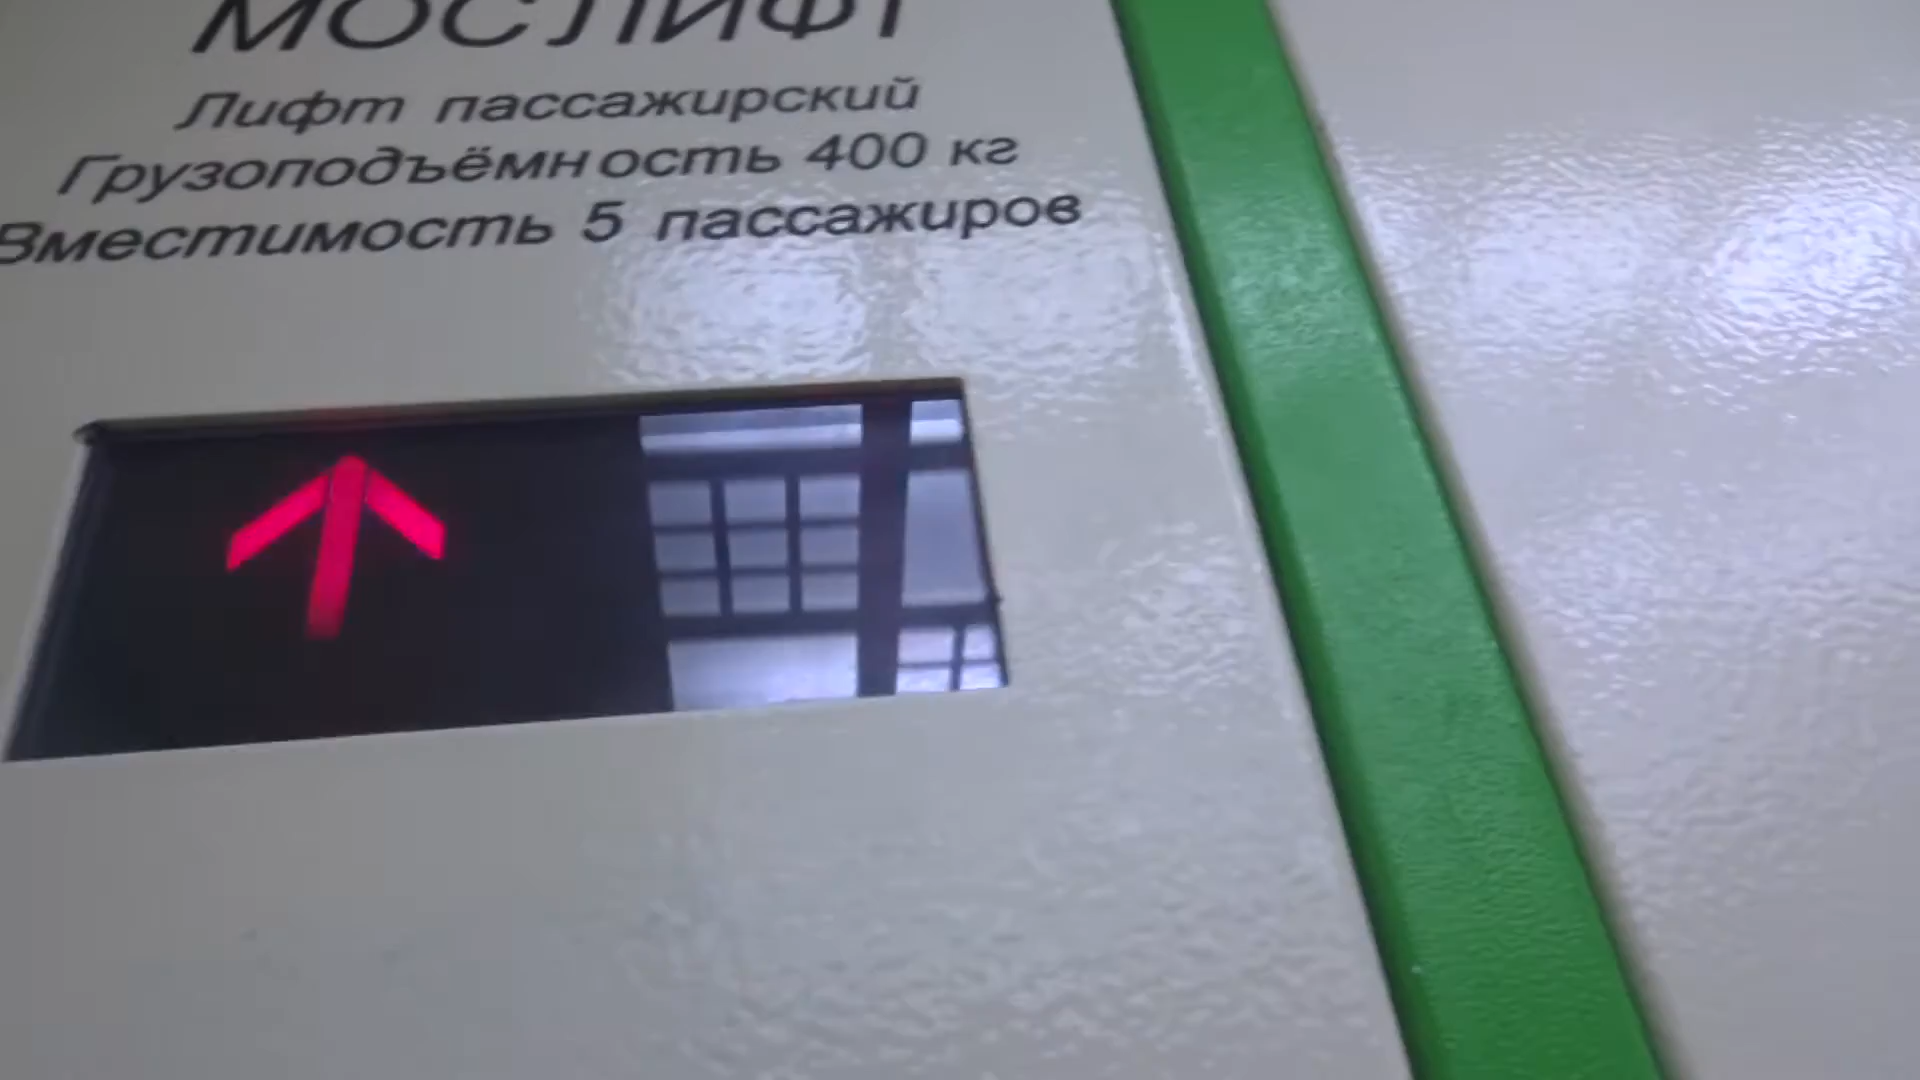 МОСЛИФТ
Лифт пассажирский
Грузоподъёмность 400 кг
Вместимость 5 пассажиров